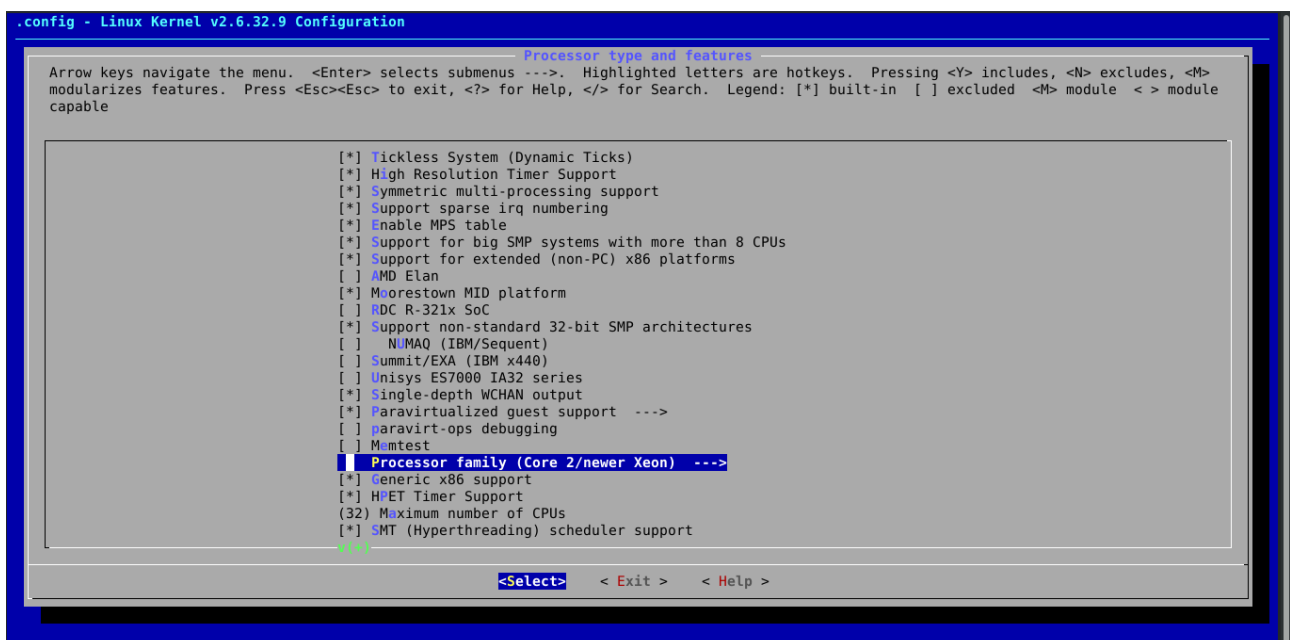 .config - Linux Kernel v2.6.32.9 Configuration
Processor type and features
Arrow keys navigate the menu.  <Enter> selects submenus --->.  Highlighted letters are hotkeys.  Pressing <Y> includes, <N> excludes, <M>
modularizes features.  Press <Esc><Esc> to exit, <?> for Help, </> for Search.  Legend: [*] built-in  [ ] excluded  <M> module  < > module
capable
[*] Tickless System (Dynamic Ticks)
[*] High Resolution Timer Support
[*] Symmetric multi-processing support
[*] Support sparse irq numbering
[*] Enable MPS table
[*] Support for big SMP systems with more than 8 CPUs
[*] Support for extended (non-PC) x86 platforms
[ ] AMD Elan
[*] Moorestown MID platform
[ ] RDC R-321x SoC
[*] Support non-standard 32-bit SMP architectures
[ ]   NUMAQ (IBM/Sequent)
[ ] Summit/EXA (IBM x440)
[ ] Unisys ES7000 IA32 series
[*] Single-depth WCHAN output
[*] Paravirtualized guest support  --->
[ ] paravirt-ops debugging
[ ] Memtest
Processor family (Core 2/newer Xeon)  --->
[*] Generic x86 support
[*] HPET Timer Support
(32) Maximum number of CPUs
[*] SMT (Hyperthreading) scheduler support
v(+)
<Select>    < Exit >    < Help >